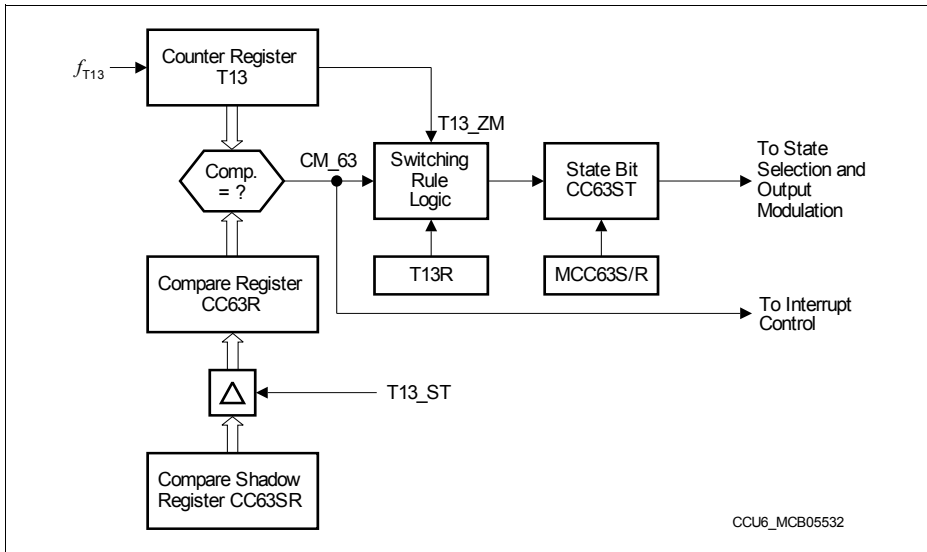 Counter Register
T13
fT13
T13_ZM
CM_63
Comp.
= ?
Switching
Rule
Logic
State Bit
CC63ST
To State
Selection and
Output
Modulation
Compare Register
CC63R
T13R
MCC63S/R
To Interrupt
Control
T13_ST
Compare Shadow
Register CC63SR
CCU6_MCB05532